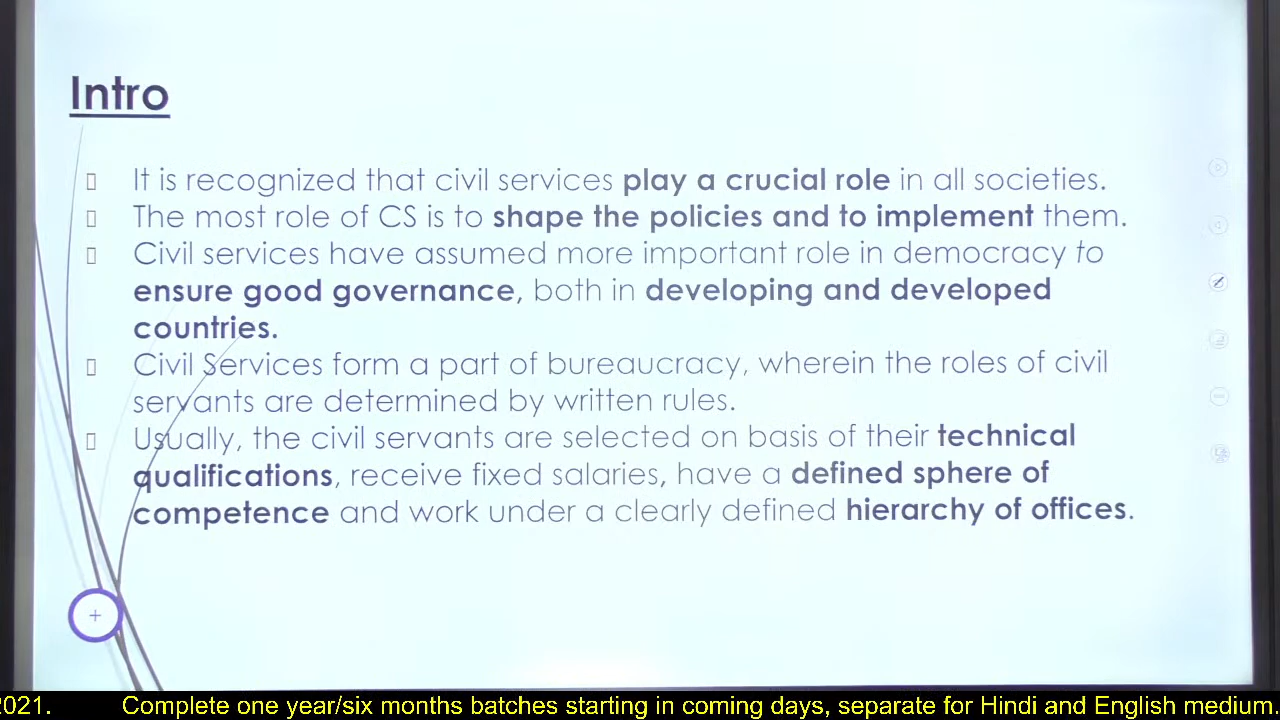 Intro
It is recognized that civil services play a crucial role in all societies.
The most role of CS is to shape the policies and to implement them.
Civil services have assumed more important role in democracy to
ensure good governance, both in developing and developed
countries.
Civil Services form a part of bureaucracy, wherein the roles of civil
servants are determined by written rules.
Usually, the civil servants are selected on basis of their technical
qualifications, receive fixed salaries, have a defined sphere of
competence and work under a clearly defined hierarchy of offices.
2021. Complete one year/six months batches starting in coming days, separate for Hindi and English medium.